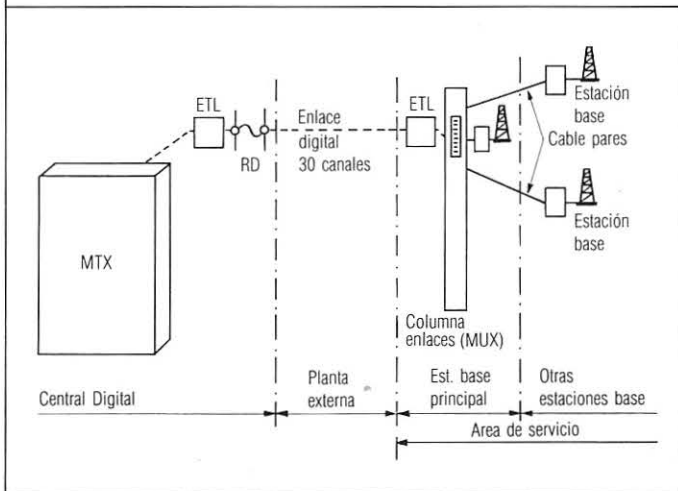 ETL
RD
Enlace
digital
30 canales
ETL
Estación
base
Cable pares
Estación
base
MTX
Columna
enlaces (MUX)
Central Digital
Planta
externa
Est. base
principal
Otras
estaciones base
Area de servicio